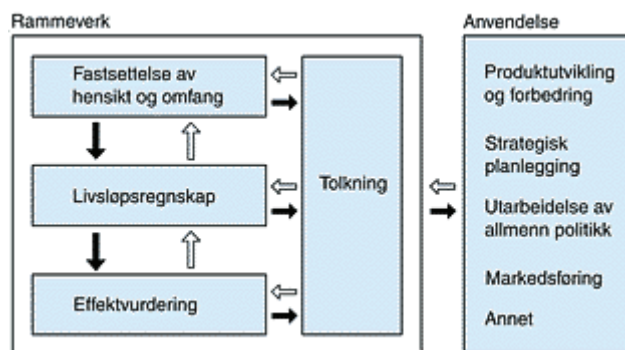 Rammeverk
Fastsettelse av
hensikt og omfang
Livsløpsregnskap
Effektvurdering
Tolkning
Anvendelse
Produktutvikling
og forbedring
Strategisk
planlegging
Utarbeidelse av
allmenn politikk
Markedsføring
Annet